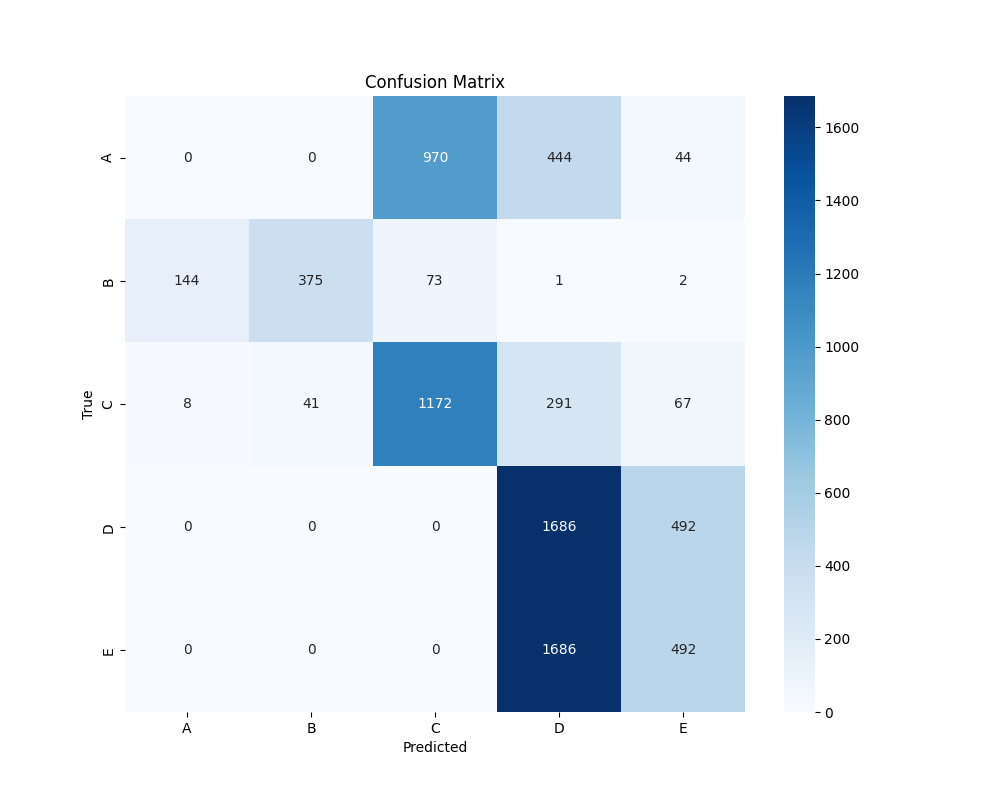 Confusion Matrix
A 0 0 970 444 44
B 144 375 73 1 2
C 8 41 1172 291 67
D 0 0 0 1686 492
E 0 0 0 1686 492
A B C D E
Predicted
True
1600
1400
1200
1000
800
600
400
200
0